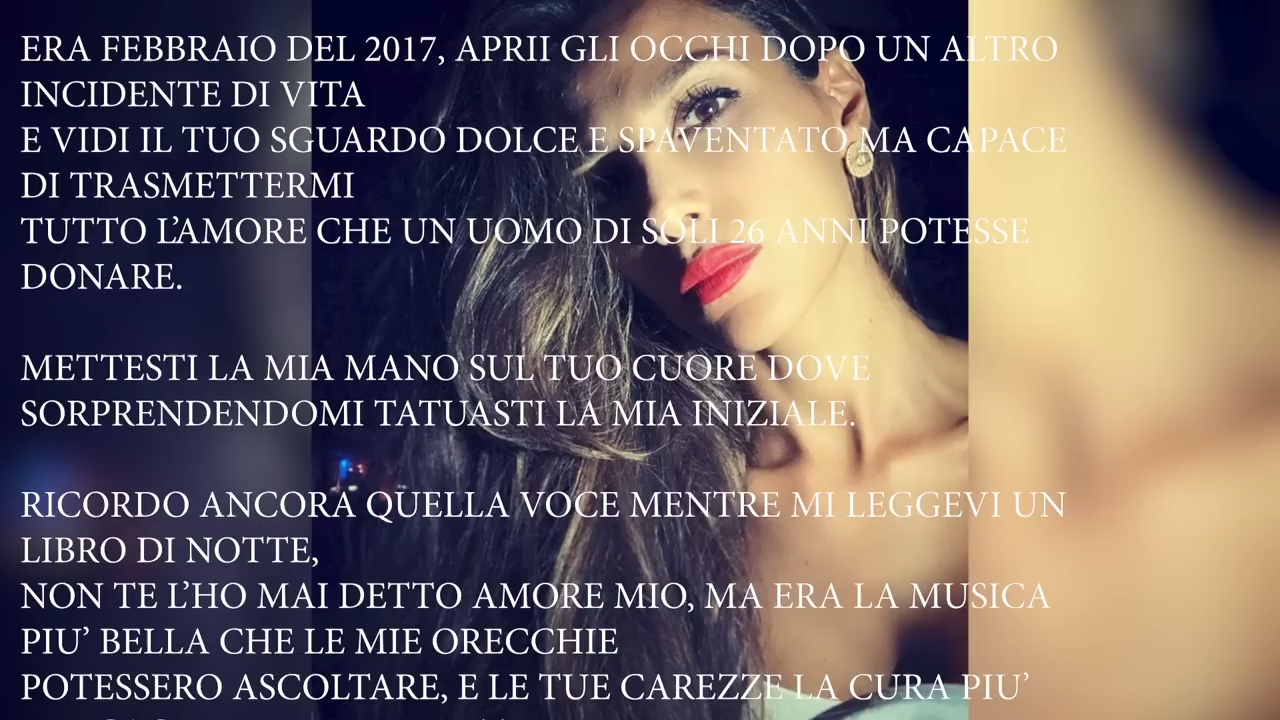 ERA FEBBRAIO DEL 2017, APRII GLI OCCHI DOPO UN ALTRO
INCIDENTE DI VITA
E VIDI IL TUO SGUARDO DOLCE E SPAVENTATO MA CAPACE
DI TRASMETTERMI
TUTTO L’AMORE CHE UN UOMO DI SOLI 26 ANNI POTESSE
DONARE.
METTESTI LA MIA MANO SUL TUO CUORE DOVE
SORPRENDENDOMI TATUASTI LA MIA INIZIALE.
RICORDO ANCORA QUELLA VOCE MENTRE MI LEGGEVI UN
LIBRO DI NOTTE,
NON TE L’HO MAI DETTO AMORE MIO, MA ERA LA MUSICA
PIU’ BELLA CHE LE MIE ORECCHIE
POTESSERO ASCOLTARE, E LE TUE CAREZZE LA CURA PIU’